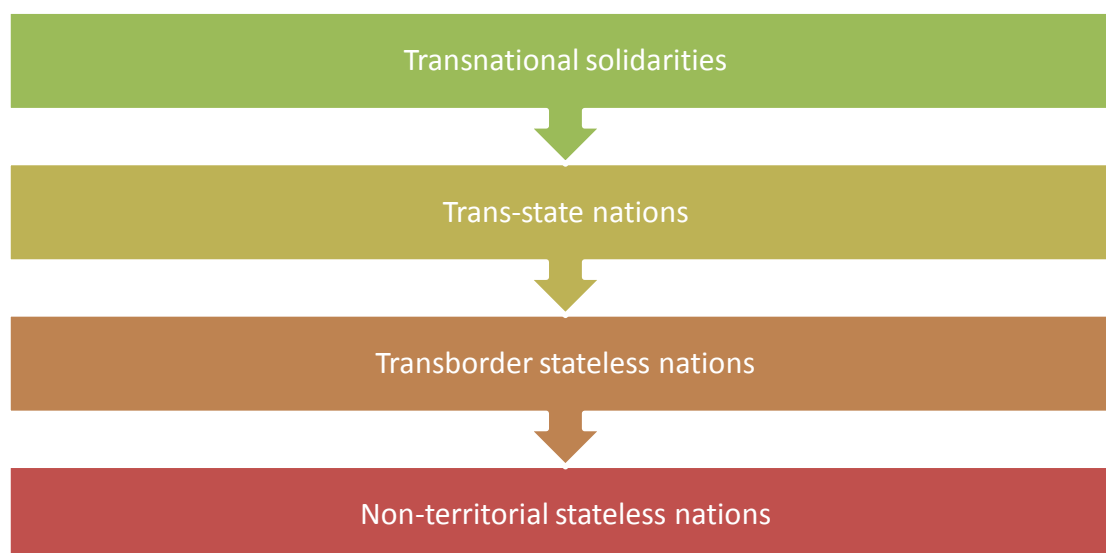 Transnational solidarities
Trans-state nations
Transborder stateless nations
Non-territorial stateless nations